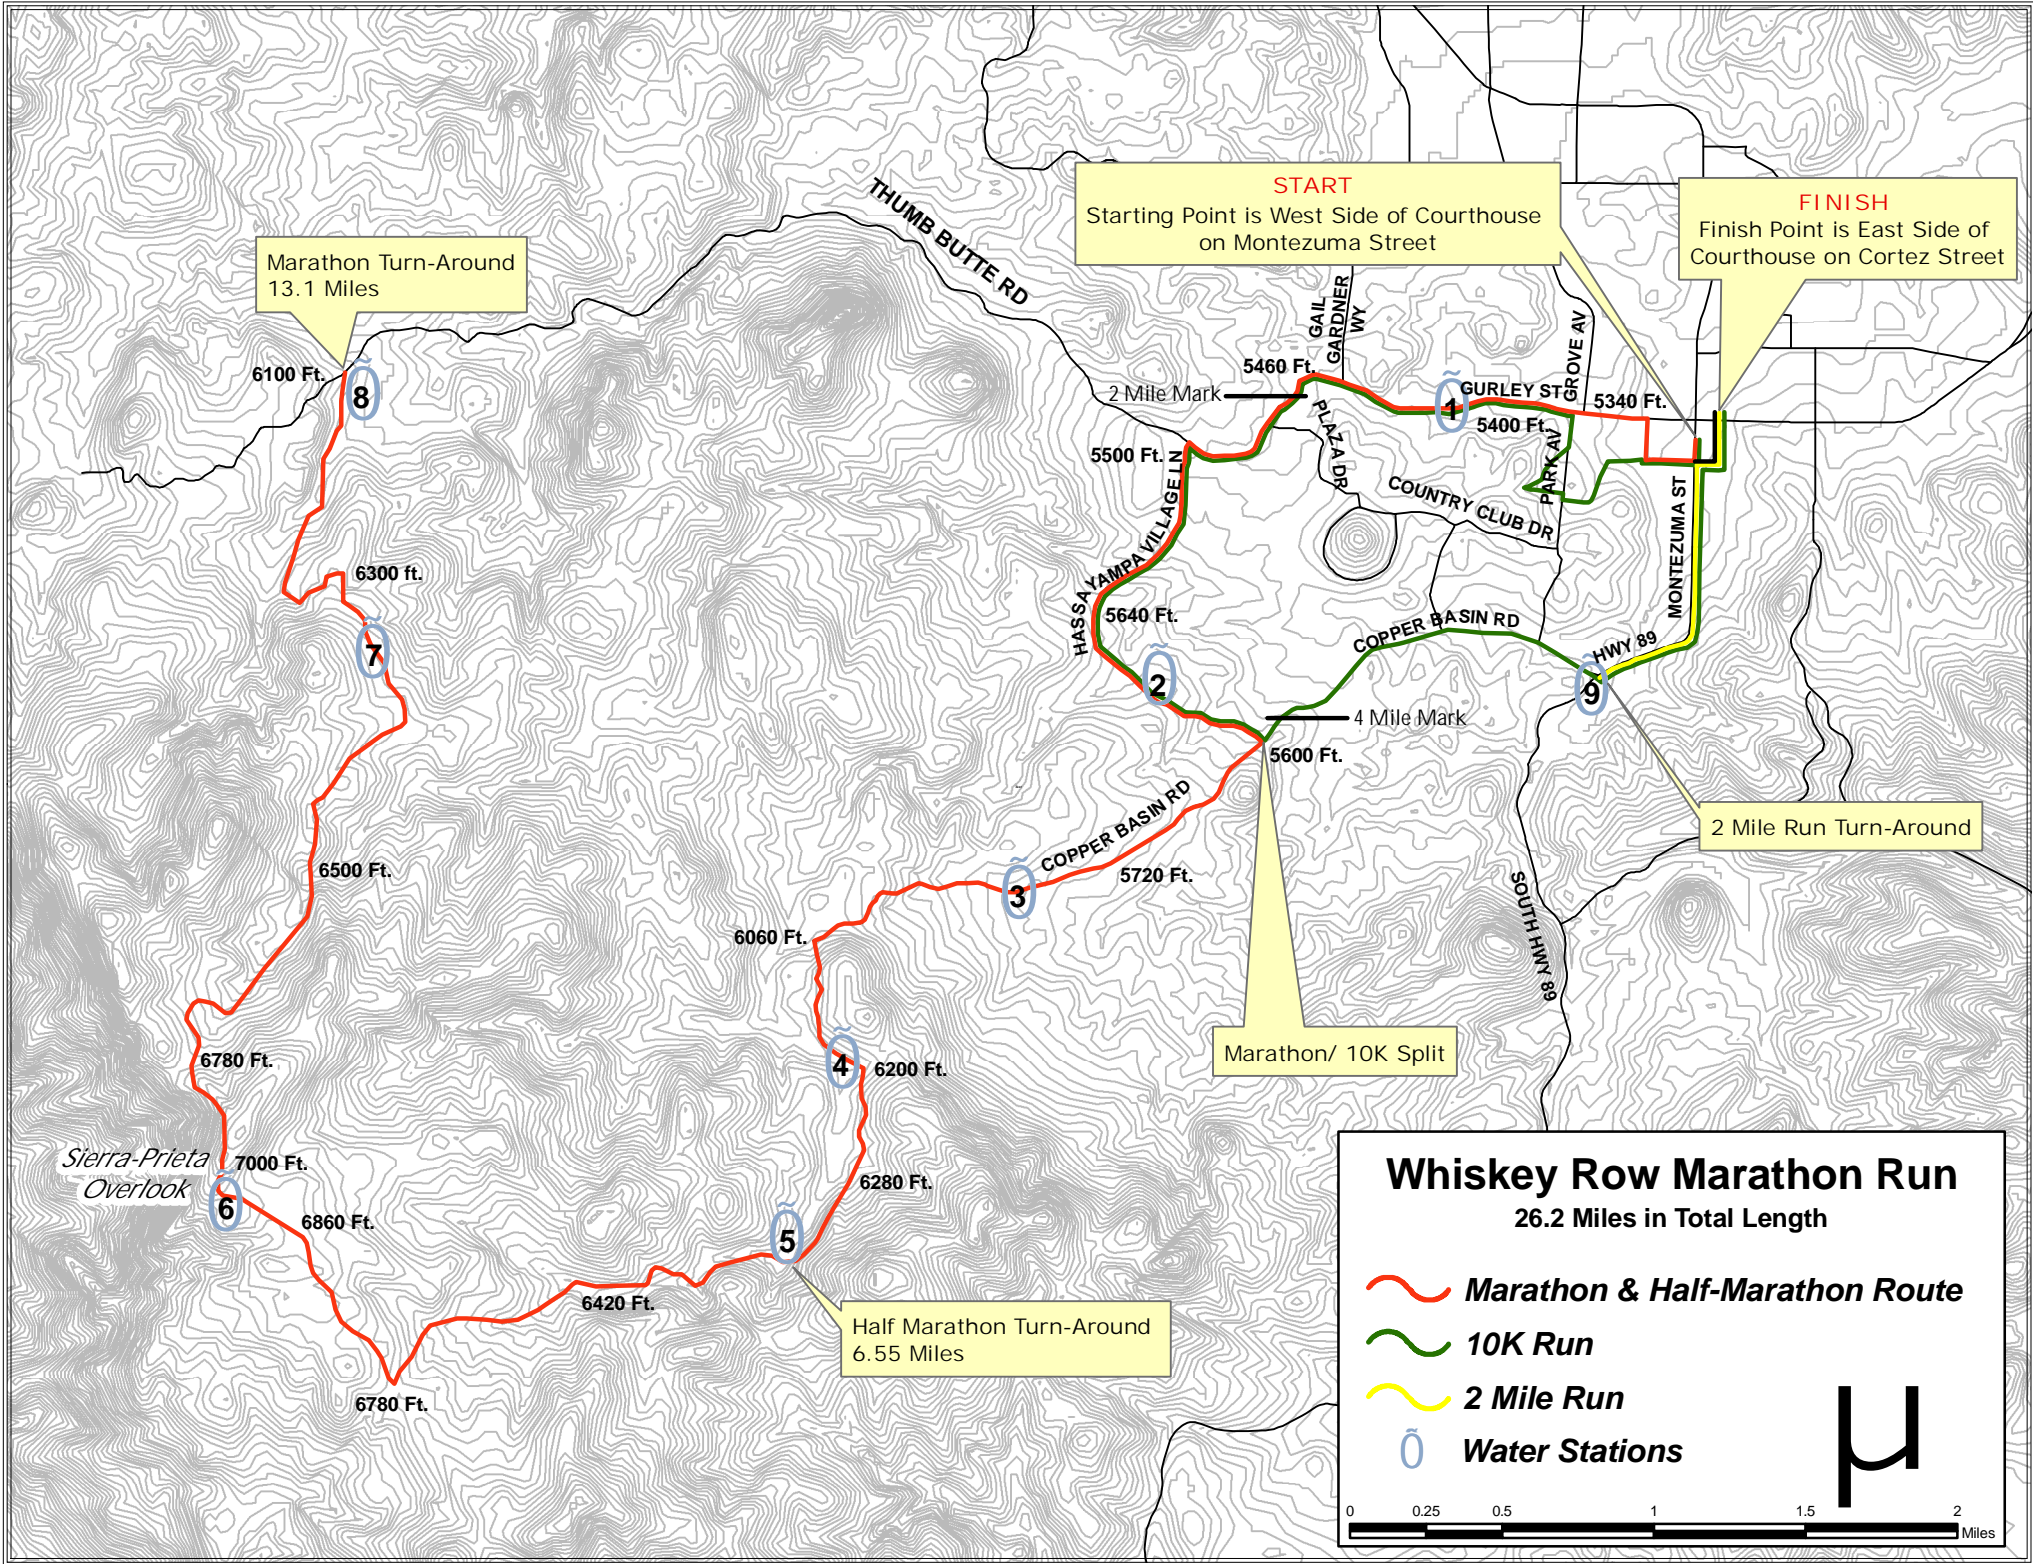 START
Starting Point is West Side of Courthouse
on Montezuma Street
FINISH
Finish Point is East Side of
Courthouse on Cortez Street
THUMB BUTTE RD
Marathon Turn-Around
13.1 Miles
6100 Ft.
8
GAIL
GARDNER
WY
GROVE AV
5460 Ft.
2 Mile Mark
1
GURLEY ST
5340 Ft.
5400 Ft.
PLAZA DR
PARK AV
5500 Ft.
HASSAYAMPA VILLAGE LN
COUNTRY CLUB DR
MONTEZUMA ST
6300 ft.
7
5640 Ft.
2
COPPER BASIN RD
HWY 89
9
4 Mile Mark
5600 Ft.
2 Mile Run Turn-Around
COPPER BASIN RD
6500 Ft.
3
5720 Ft.
SOUTH HWY 89
6060 Ft.
Marathon/ 10K Split
6780 Ft.
4
6200 Ft.
Sierra-Prieta
Overlook
7000 Ft.
6
6860 Ft.
6280 Ft.
5
6420 Ft.
Half Marathon Turn-Around
6.55 Miles
6780 Ft.
Whiskey Row Marathon Run
26.2 Miles in Total Length
Marathon & Half-Marathon Route
10K Run
2 Mile Run
Water Stations
µ
0 0.25 0.5 1 1.5 2
Miles